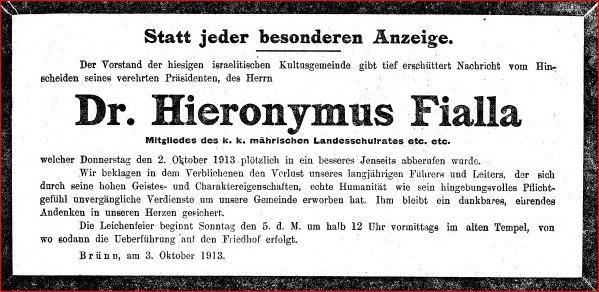 Statt jeder besonderen Anzeige.
Der Vorstand der hiesigen israelitischen Kultusgemeinde gibt tief erschüttert Nachricht vom Hin-
scheiden seines verehrten Präsidenten, des Herrn
Dr. Hieronymus Fialla
Mitgliedes des k. k. mährischen Landesschulrates etc. etc.
welcher Donnerstag den 2. Oktober 1913 plötzlich in ein besseres Jenseits abberufen wurde.
Wir beklagen in dem Verblichenen den Verlust unseres langjährigen Führers und Leiters, der sich
durch seine hohen Geistes- und Charaktereigenschaften, echte Humanität wie sein hingebungsvolles Pflicht-
gefühl unvergängliche Verdienste um unsere Gemeinde erworben hat. Ihm bleibt ein dankbares, ehrendes
Andenken in unseren Herzen gesichert.
Die Leichenfeier beginnt Sonntag den 5. d. M. um halb 12 Uhr vormittags im alten Tempel, von
wo sodann die Ueberführung auf den Friedhof erfolgt.
Brünn, am 3. Oktober 1913.